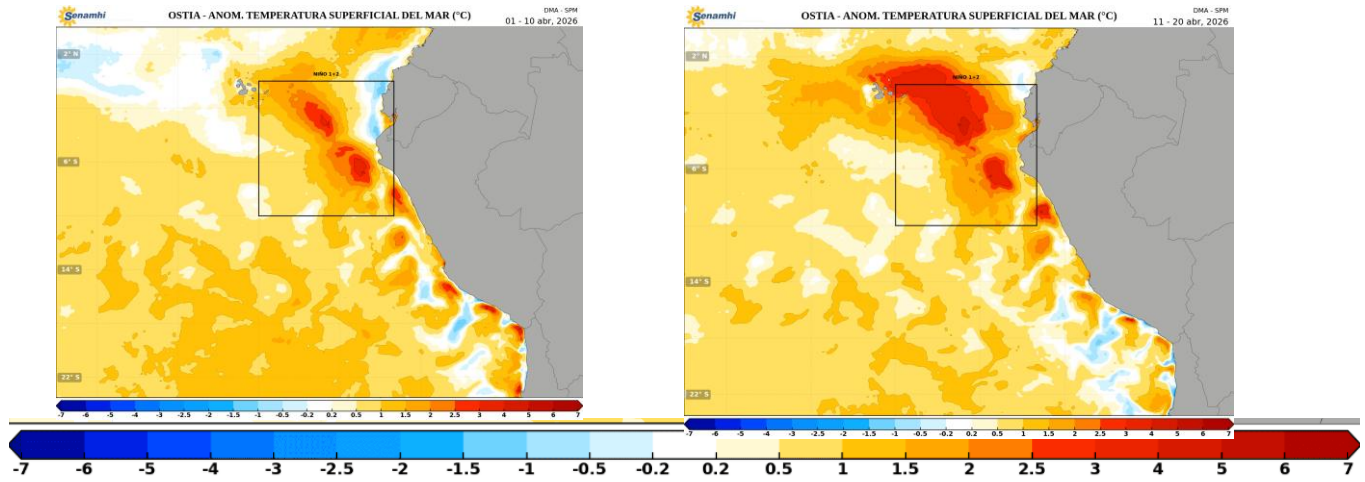 Senamhi
OSTIA - ANOM. TEMPERATURA SUPERFICIAL DEL MAR (°C)
DMA - SPM
01 - 10 abr, 2026
NIÑO 1+2
2° N
6° S
14° S
22° S
-7 -6 -5 -4 -3 -2.5 -2 -1.5 -1 -0.5 -0.2 0.2 0.5 1 1.5 2 2.5 3 4 5 6 7
Senamhi
OSTIA - ANOM. TEMPERATURA SUPERFICIAL DEL MAR (°C)
DMA - SPM
11 - 20 abr, 2026
NIÑO 1+2
2° N
6° S
14° S
22° S
-7 -6 -5 -4 -3 -2.5 -2 -1.5 -1 -0.5 -0.2 0.2 0.5 1 1.5 2 2.5 3 4 5 6 7
-7 -6 -5 -4 -3 -2.5 -2 -1.5 -1 -0.5 -0.2 0.2 0.5 1 1.5 2 2.5 3 4 5 6 7